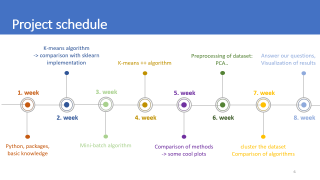 Project schedule
K-means algorithm
-> comparison with sklearn
implementation
K-means ++ algorithm
Preprocessing of dataset:
PCA..
Answer our questions,
Visualization of results
1. week
3. week
5. week
7. week
2. week
4. week
6. week
8. week
Python, packages,
basic knowledge
Mini-batch algorithm
Comparison of methods
-> some cool plots
cluster the dataset
Comparison of algorithms